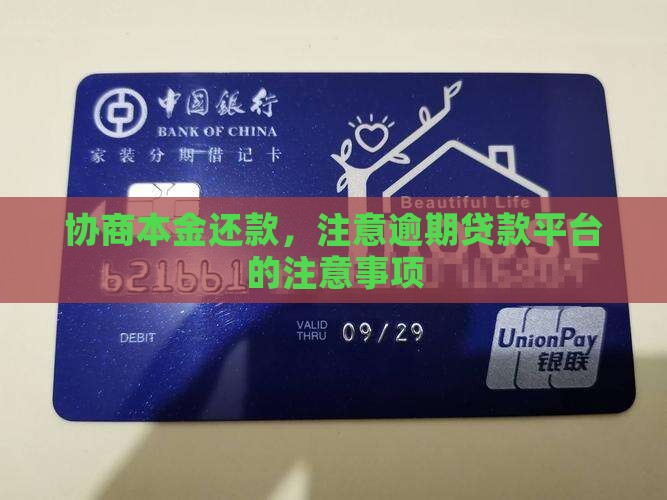 中国银行
BANK OF CHINA
家装分期借记卡
Beautiful Life
协商本金还款，注意逾期贷款平台
的注意事项
621661
DEBIT
VALID
THRU
09/29
UnionPay
银联